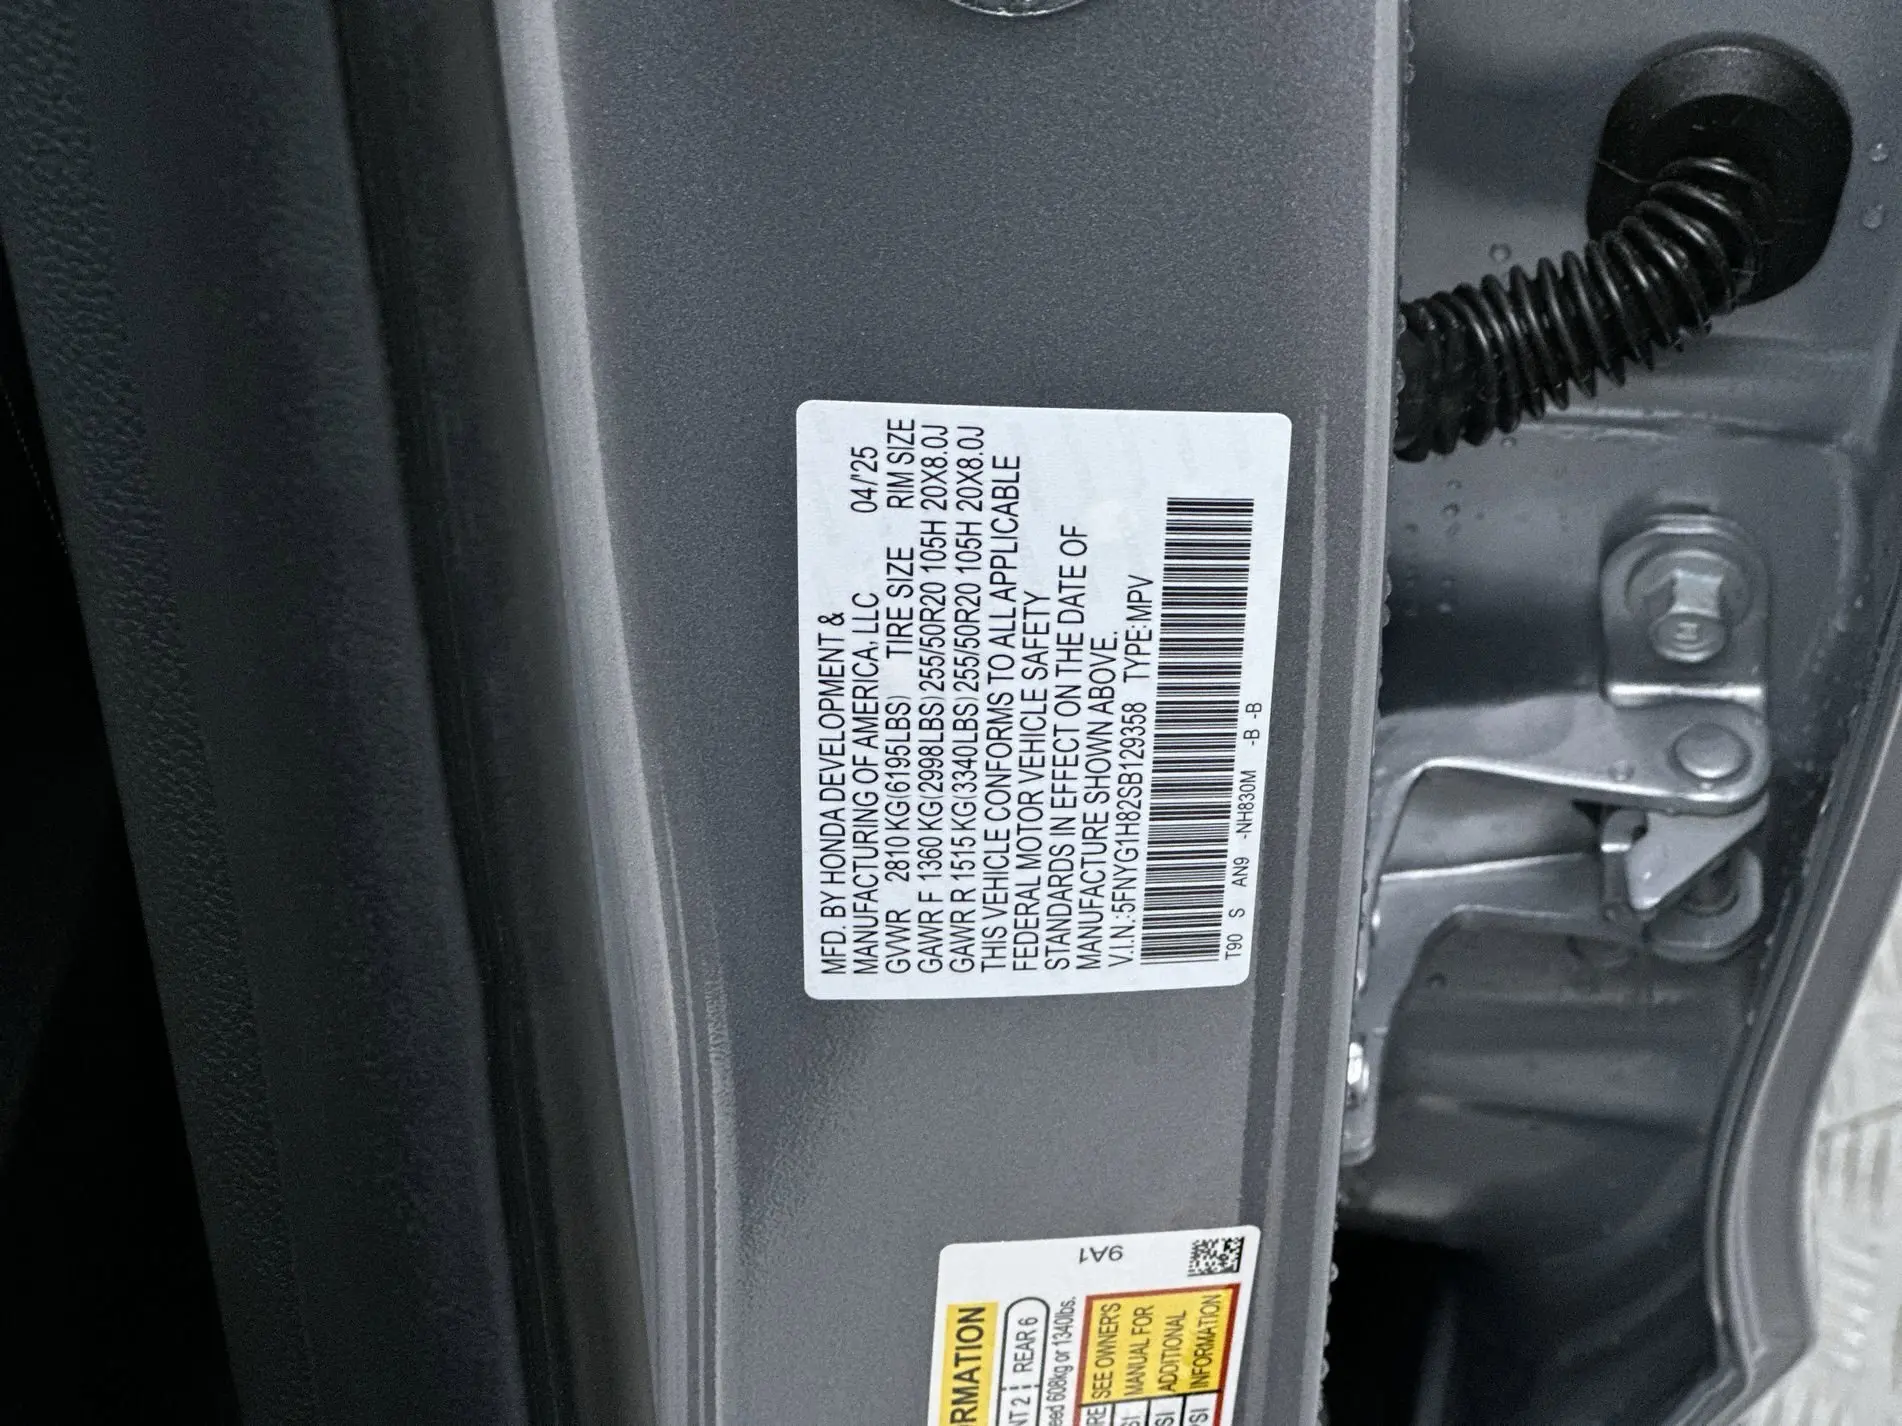 MFD. BY HONDA DEVELOPMENT &
MANUFACTURING OF AMERICA, LLC 04/'25
GVWR 2810 KG(6195LBS) TIRE SIZE RIM SIZE
GAWR F 1360 KG(2998LBS) 255/50R20 105H 20X8.0J
GAWR R 1515 KG(3340LBS) 255/50R20 105H 20X8.0J
THIS VEHICLE CONFORMS TO ALL APPLICABLE
FEDERAL MOTOR VEHICLE SAFETY
STANDARDS IN EFFECT ON THE DATE OF
MANUFACTURE SHOWN ABOVE.
V.I.N.:5FNYG1H82SB129358 TYPE:MPV
T90 S AN9 -NH830M -B -B
9A1
REAR 6
608kg or 1340lbs.
SEE OWNER'S
MANUAL FOR
ADDITIONAL
INFORMATION